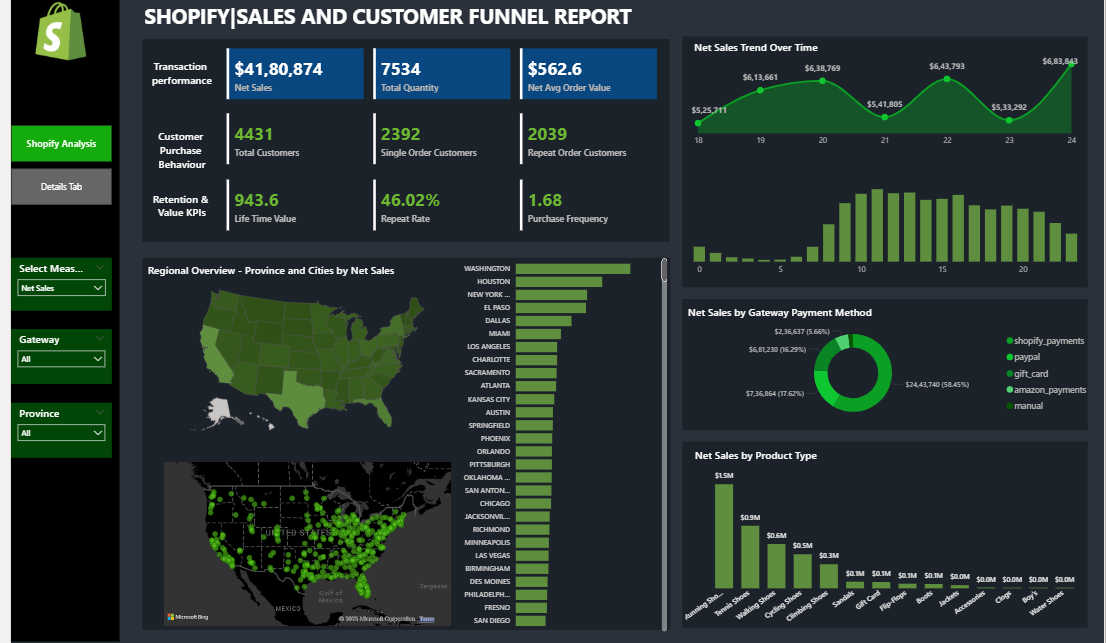 SHOPIFY|SALES AND CUSTOMER FUNNEL REPORT
Shopify Analysis
Details Tab
Select Meas...
Net Sales
Gateway
All
Province
All
Transaction
performance
$41,80,874
Net Sales
7534
Total Quantity
$562.6
Net Avg Order Value
Customer
Purchase
Behaviour
4431
Total Customers
2392
Single Order Customers
2039
Repeat Order Customers
Retention &
Value KPIs
943.6
Life Time Value
46.02%
Repeat Rate
1.68
Purchase Frequency
Regional Overview - Province and Cities by Net Sales
WASHINGTON
HOUSTON
NEW YORK ...
EL PASO
DALLAS
MIAMI
LOS ANGELES
CHARLOTTE
SACRAMENTO
ATLANTA
KANSAS CITY
AUSTIN
SPRINGFIELD
PHOENIX
ORLANDO
PITTSBURGH
OKLAHOMA ...
SAN ANTON...
CHICAGO
JACKSONVIL...
RICHMOND
MINNEAPOLIS
LAS VEGAS
BIRMINGHAM
DES MOINES
PHILADELPH...
FRESNO
SAN DIEGO
UNITED STATES
Gulf of
Mexico
MEXICO
Sargasso
Microsoft Bing
© 2025 Microsoft Corporation Terms
Net Sales Trend Over Time
$5,25,711
$6,13,661
$6,38,769
$5,41,805
$6,43,793
$5,33,292
$6,83,843
18 19 20 21 22 23 24
0 5 10 15 20
Net Sales by Gateway Payment Method
$2,36,637 (5.66%)
$6,81,230 (16.29%)
$7,36,864 (17.62%)
$24,43,740 (58.45%)
shopify_payments
paypal
gift_card
amazon_payments
manual
Net Sales by Product Type
$1.5M
$0.9M
$0.6M
$0.5M
$0.3M
$0.1M $0.1M $0.1M $0.1M $0.0M $0.0M $0.0M $0.0M $0.0M
unning Sho...
Tennis Shoes
Walking Shoes
Cycling Shoes
Climbing Shoes
Sandals
Gift Card
Flip-Flops
Boots
Jackets
Accessories
Clogs
Boy's
Water Shoes